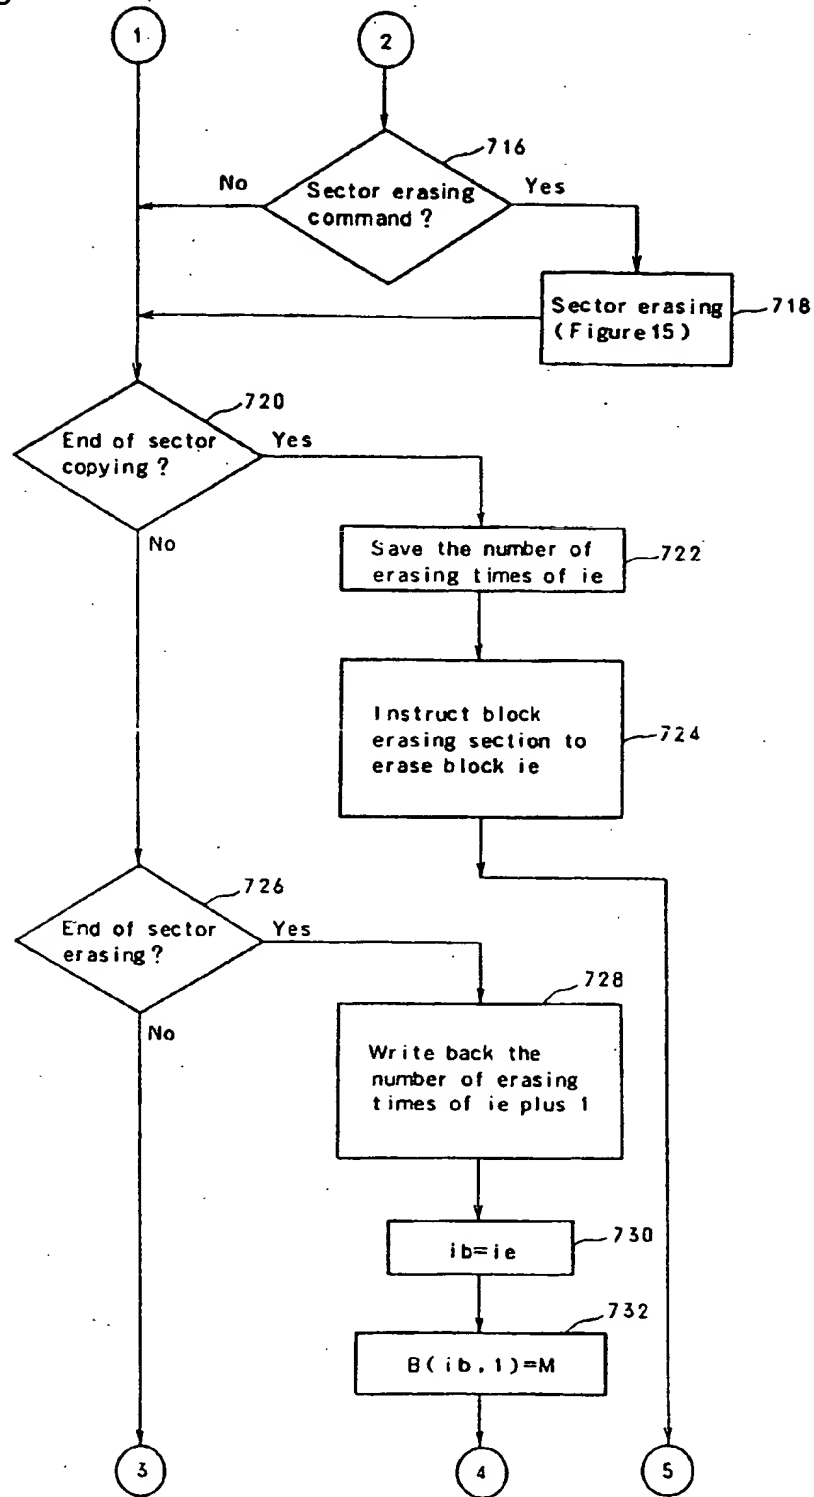 1
2
716
No
Sector erasing
command ?
Yes
Sector erasing
(Figure 15)
718
720
End of sector
copying ?
Yes
No
Save the number of
erasing times of ie
722
Instruct block
erasing section to
erase block ie
724
726
End of sector
erasing ?
Yes
No
728
Write back the
number of erasing
times of ie plus 1
ib=ie
730
732
B(ib,1)=M
3
4
5